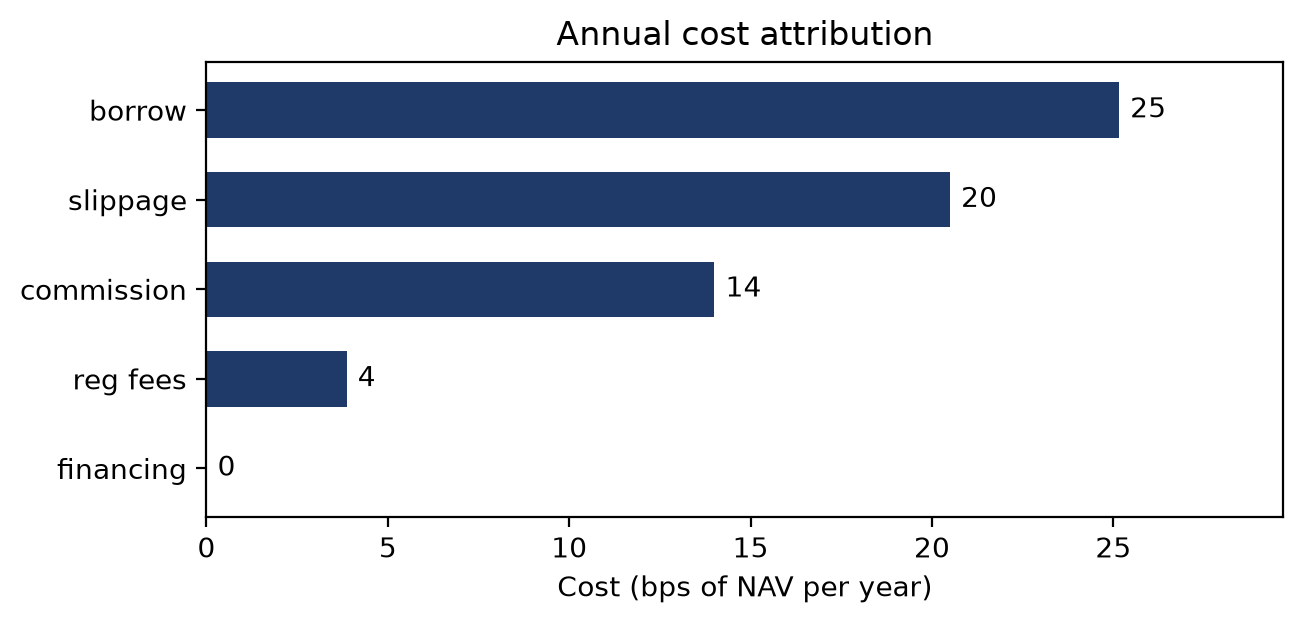 Annual cost attribution
borrow 25
slippage 20
commission 14
reg fees 4
financing 0
0 5 10 15 20 25
Cost (bps of NAV per year)